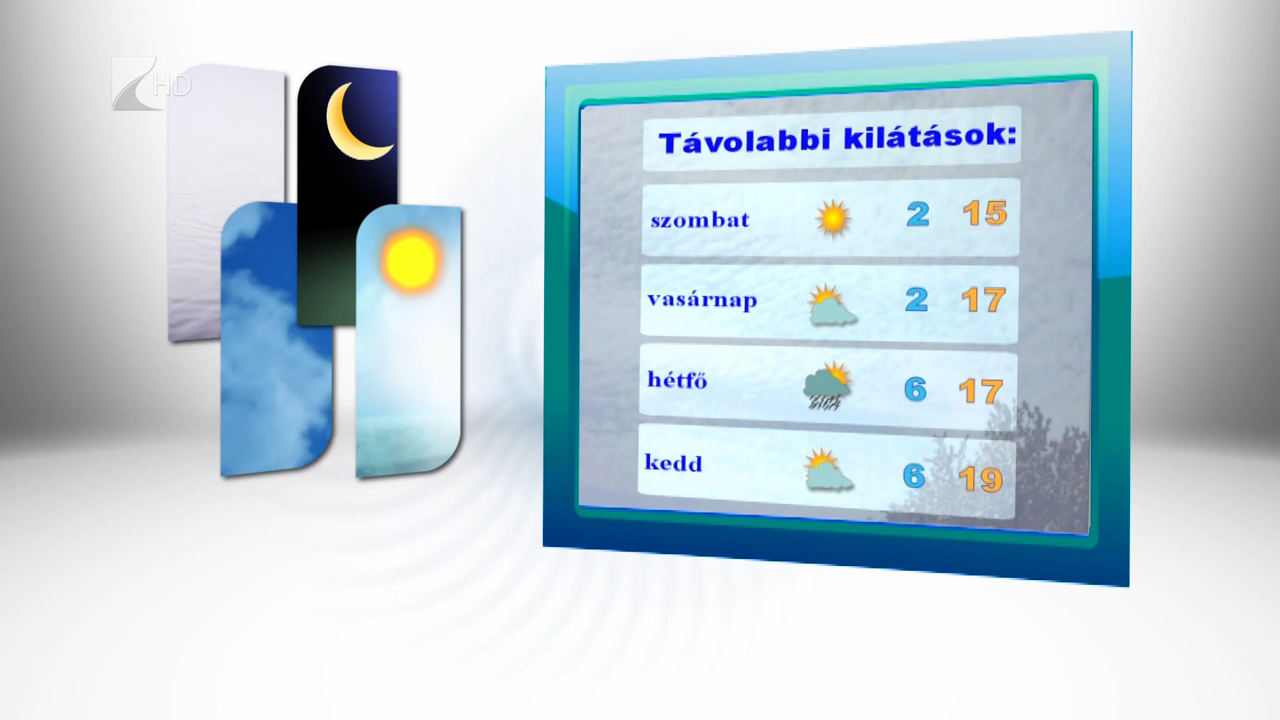 HD
Távolabbi kilátások:
szombat 2 15
vasárnap 2 17
hétfő 6 17
kedd 6 19